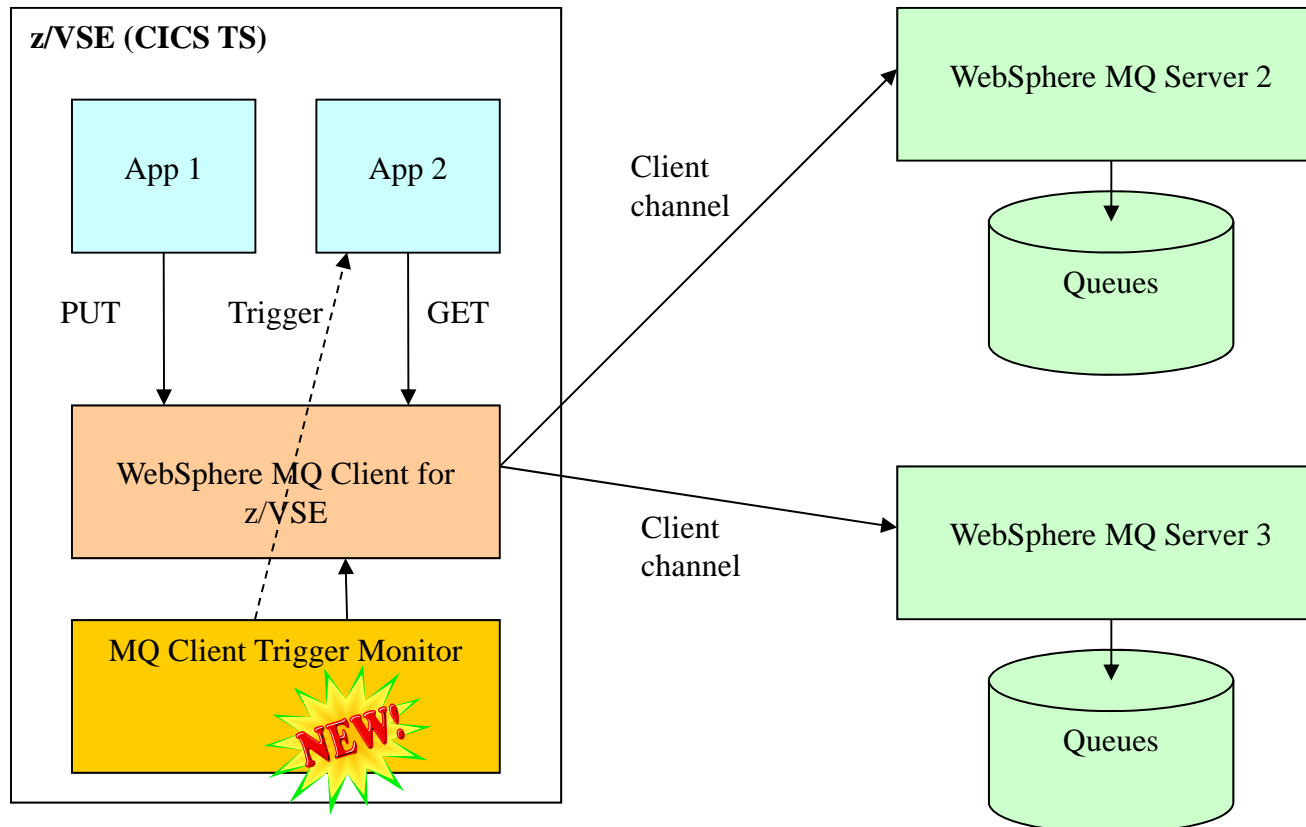 z/VSE (CICS TS)
App 1
App 2
PUT
Trigger
GET
WebSphere MQ Client for
z/VSE
MQ Client Trigger Monitor
NEW!
Client
channel
Client
channel
WebSphere MQ Server 2
Queues
WebSphere MQ Server 3
Queues